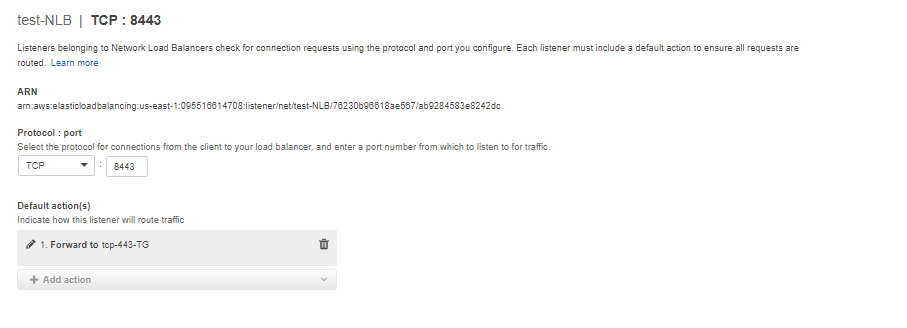 test-NLB | TCP : 8443
Listeners belonging to Network Load Balancers check for connection requests using the protocol and port you configure. Each listener must include a default action to ensure all requests are
routed. Learn more
ARN
arn:aws:elasticloadbalancing:us-east-1:095516614708:listener/net/test-NLB/76230b96618ae567/ab9284583e8242dc
Protocol : port
Select the protocol for connections from the client to your load balancer, and enter a port number from which to listen to for traffic.
TCP : 8443
Default action(s)
Indicate how this listener will route traffic
1. Forward to tcp-443-TG
Add action